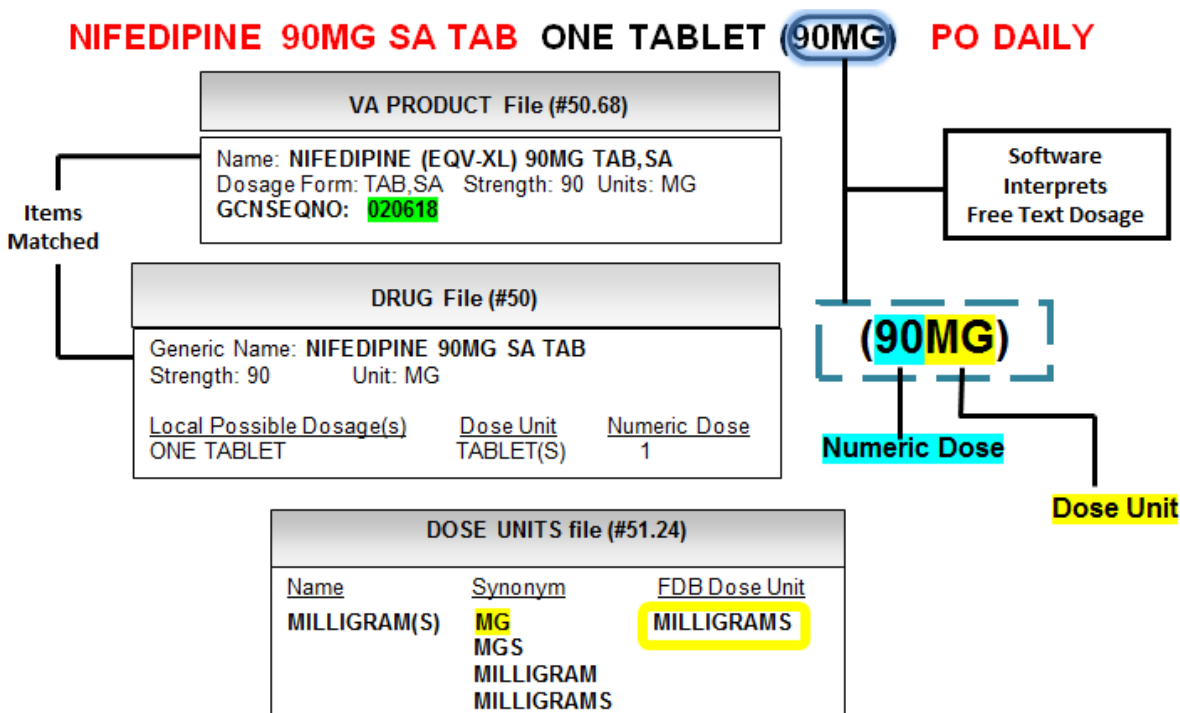 NIFEDIPINE 90MG SA TAB ONE TABLET (90MG) PO DAILY
VA PRODUCT File (#50.68)
Name: NIFEDIPINE (EQV-XL) 90MG TAB,SA
Dosage Form: TAB,SA Strength: 90 Units: MG
GCNSEQNO: 020618
Software
Interprets
Free Text Dosage
Items
Matched
DRUG File (#50)
Generic Name: NIFEDIPINE 90MG SA TAB
Strength: 90 Unit: MG
Local Possible Dosage(s) Dose Unit Numeric Dose
ONE TABLET TABLET(S) 1
(90MG)
Numeric Dose
Dose Unit
DOSE UNITS file (#51.24)
Name Synonym FDB Dose Unit
MILLIGRAM(S) MG MILLIGRAMS
MGS
MILLIGRAM
MILLIGRAMS